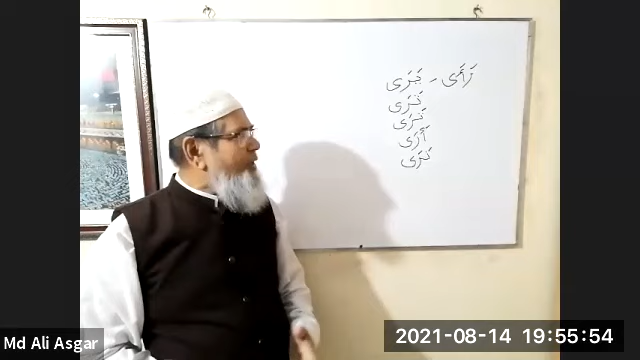 رَأَى - يَرَى
تَرَى
تَرَى
أَرَى
نَرَى
Md Ali Asgar
2021-08-14 19:55:54